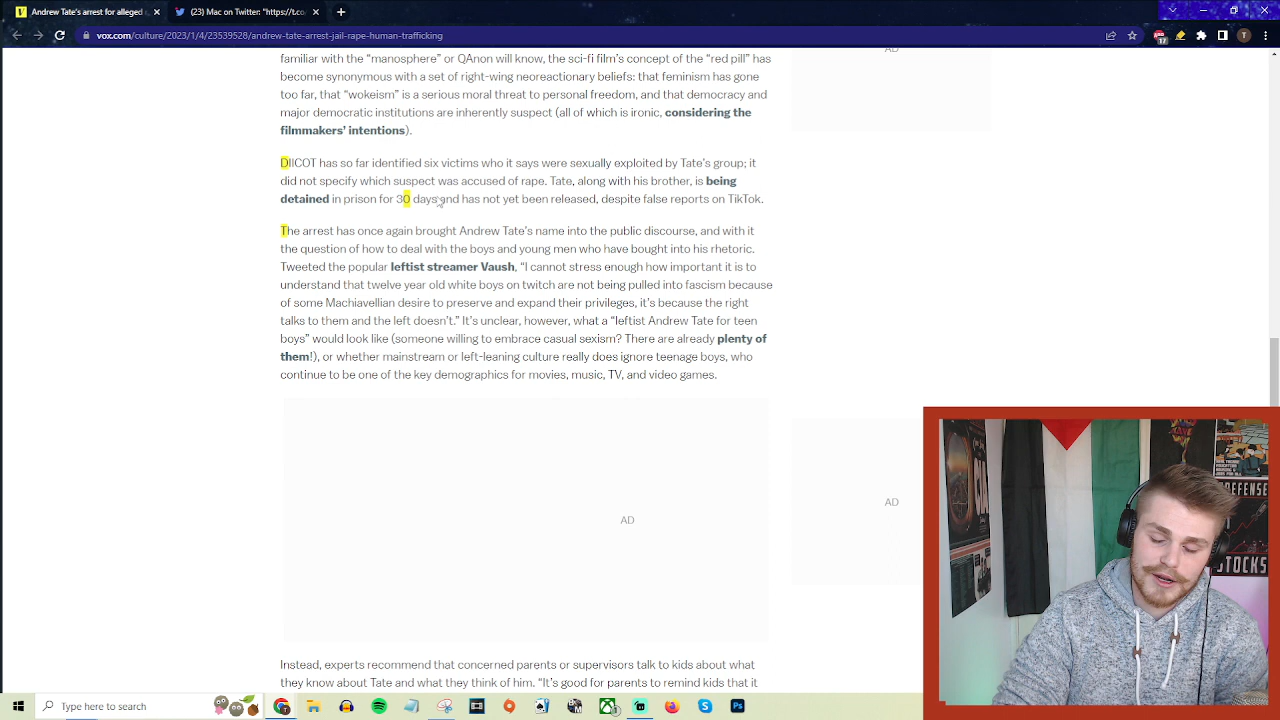 Andrew Tate's arrest for alleged
(23) Mac on Twitter: "https://t.co
vox.com/culture/2023/1/4/23539528/andrew-tate-arrest-jail-rape-human-trafficking
AD
familiar with the “manosphere” or QAnon will know, the sci-fi film’s concept of the “red pill” has
become synonymous with a set of right-wing neoreactionary beliefs: that feminism has gone
too far, that “wokeism” is a serious moral threat to personal freedom, and that democracy and
major democratic institutions are inherently suspect (all of which is ironic, considering the
filmmakers’ intentions).
DIICOT has so far identified six victims who it says were sexually exploited by Tate’s group; it
did not specify which suspect was accused of rape. Tate, along with his brother, is being
detained in prison for 30 days and has not yet been released, despite false reports on TikTok.
The arrest has once again brought Andrew Tate’s name into the public discourse, and with it
the question of how to deal with the boys and young men who have bought into his rhetoric.
Tweeted the popular leftist streamer Vaush, “I cannot stress enough how important it is to
understand that twelve year old white boys on twitch are not being pulled into fascism because
of some Machiavellian desire to preserve and expand their privileges, it’s because the right
talks to them and the left doesn’t.” It’s unclear, however, what a “leftist Andrew Tate for teen
boys” would look like (someone willing to embrace casual sexism? There are already plenty of
them!), or whether mainstream or left-leaning culture really does ignore teenage boys, who
continue to be one of the key demographics for movies, music, TV, and video games.
AD
AD
DEFENSE
STOCKS
Instead, experts recommend that concerned parents or supervisors talk to kids about what
they know about Tate and what they think of him. “It’s good for parents to remind kids that it
Type here to search